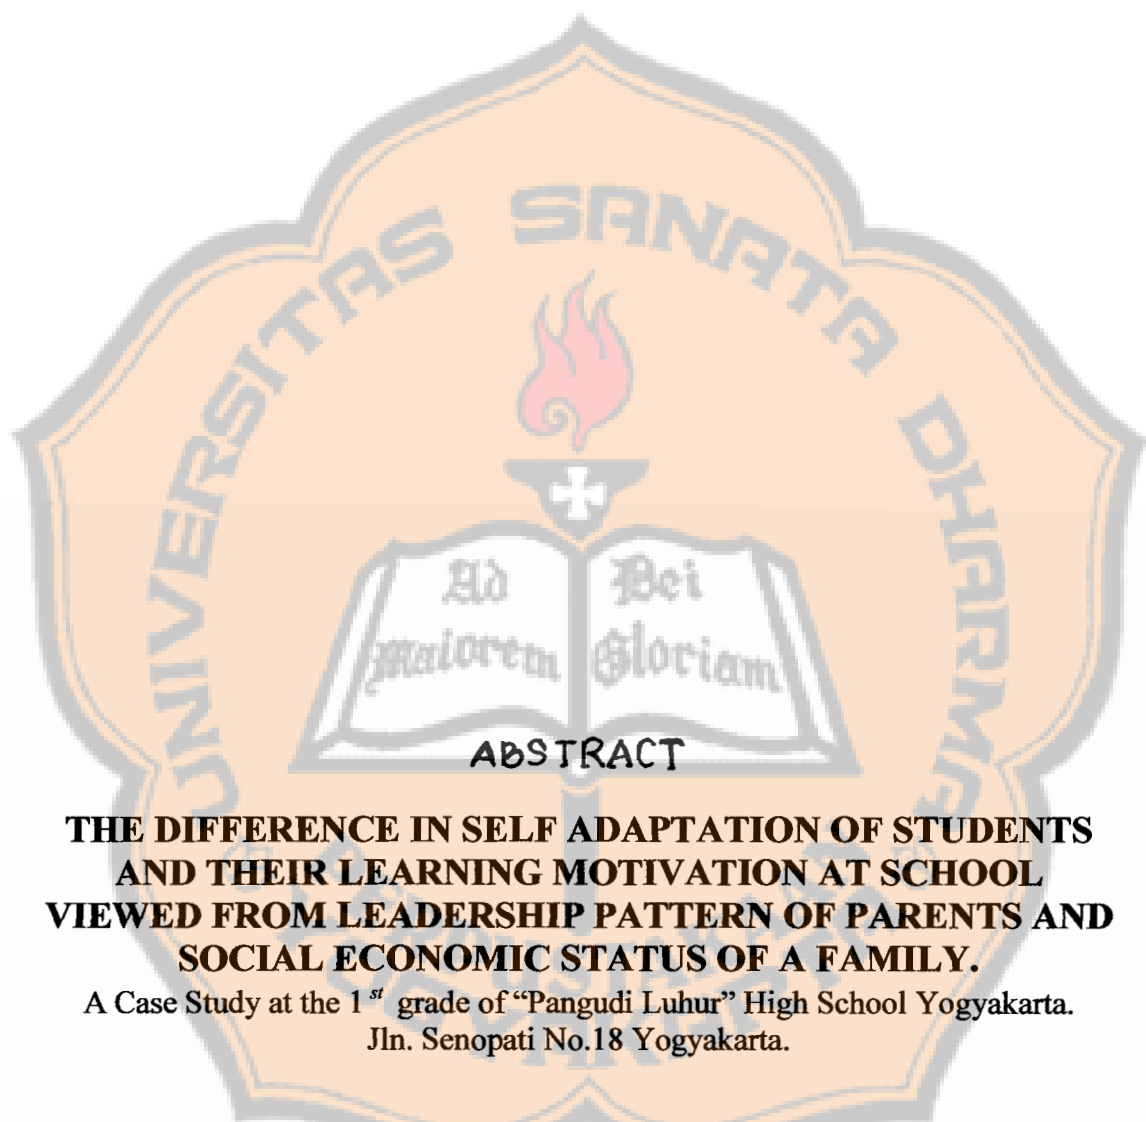 UNIVERSITAS SANATA DHARMA
Ad Dei
Maiorem Gloriam
ABSTRACT
THE DIFFERENCE IN SELF ADAPTATION OF STUDENTS
AND THEIR LEARNING MOTIVATION AT SCHOOL
VIEWED FROM LEADERSHIP PATTERN OF PARENTS AND
SOCIAL ECONOMIC STATUS OF A FAMILY.
A Case Study at the 1 st grade of “Pangudi Luhur” High School Yogyakarta.
Jln. Senopati No.18 Yogyakarta.